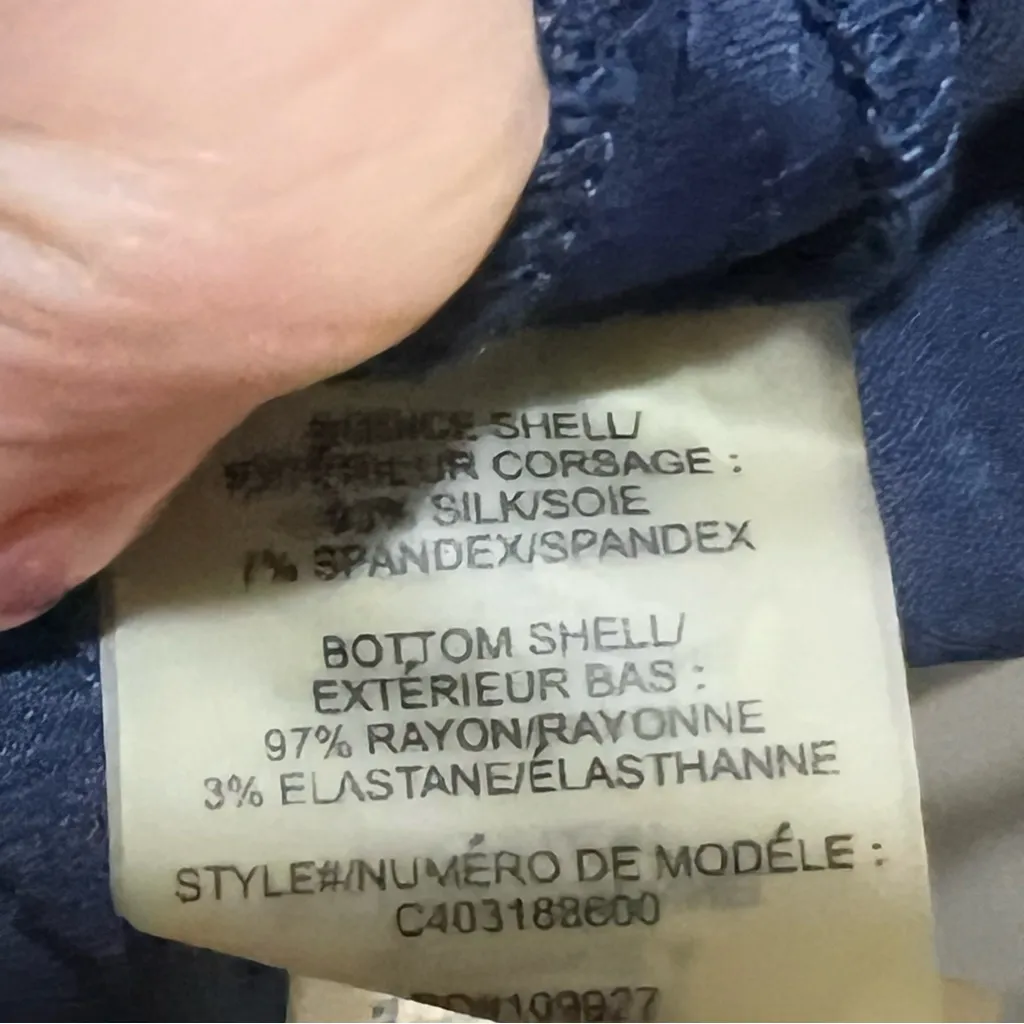 SHELL/
CORSAGE :
SILK/SOIE
7% SPANDEX/SPANDEX
BOTTOM SHELL/
EXTÉRIEUR BAS :
97% RAYON/RAYONNE
3% ELASTANE/ÉLASTHANNE
STYLE#/NUMÉRO DE MODÉLE :
C403188600